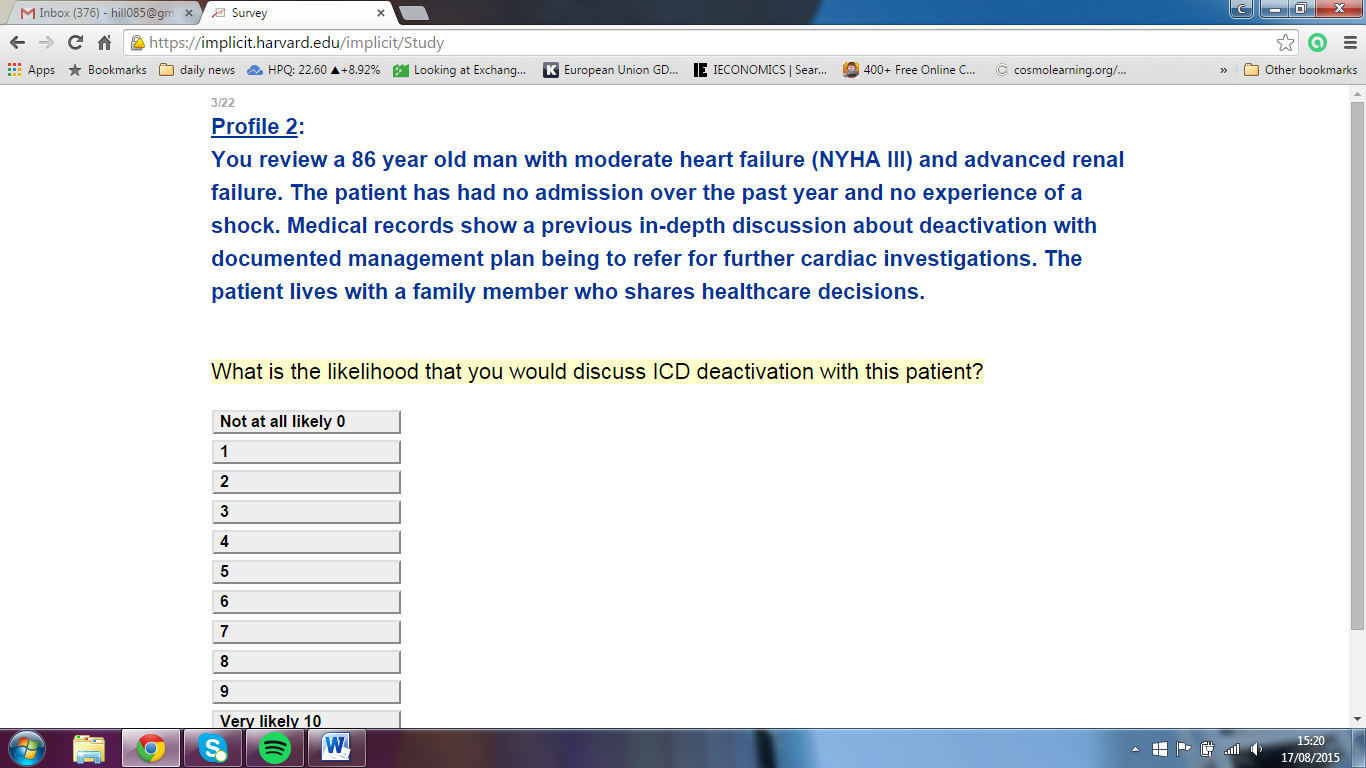 Inbox (376) - hill085@gm
Survey
C
https://implicit.harvard.edu/implicit/Study
Apps Bookmarks daily news HPQ: 22.60 ▲+8.92% Looking at Exchang... K European Union GD... IE IECONOMICS | Sear... 400+ Free Online C... cosmolearning.org/... » Other bookmarks
3/22
Profile 2:
You review a 86 year old man with moderate heart failure (NYHA III) and advanced renal
failure. The patient has had no admission over the past year and no experience of a
shock. Medical records show a previous in-depth discussion about deactivation with
documented management plan being to refer for further cardiac investigations. The
patient lives with a family member who shares healthcare decisions.
What is the likelihood that you would discuss ICD deactivation with this patient?
Not at all likely 0
1
2
3
4
5
6
7
8
9
Very likely 10
15:20
17/08/2015